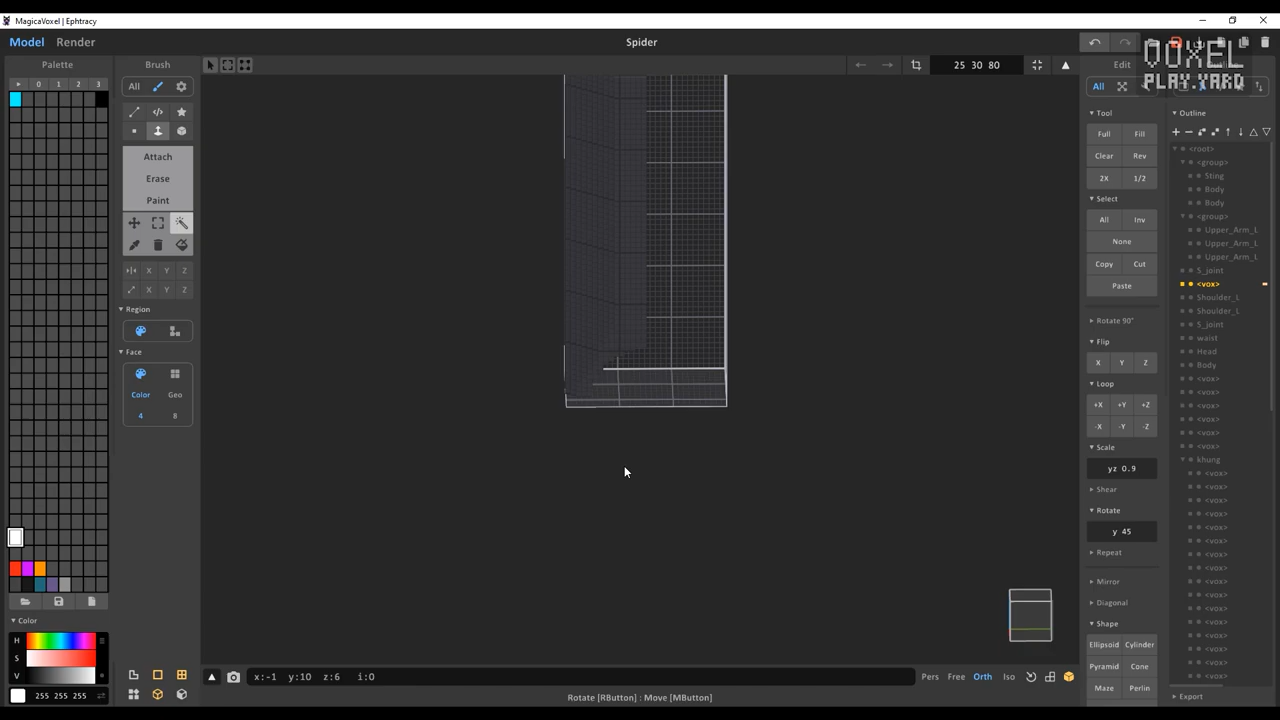 MagicaVoxel | Ephtracy
Model Render Spider
VOXEL
PLAY.YARD
Palette Brush 25 30 80 Edit
0 1 2 3 All All
Outline
Tool
Full Fill
Attach
Clear Rev
<root>
<group>
Erase
2X 1/2
Sting
Body
Paint
Select
Body
All Inv
<group>
Upper_Arm_L
None
Upper_Arm_L
Upper_Arm_L
Copy Cut
X Y Z
S_joint
Paste
<vox>
X Y Z
Shoulder_L
Region
Shoulder_L
Rotate 90°
S_joint
Flip
waist
Face
Head
X Y Z
Body
Loop
<vox>
Color Geo
<vox>
+X +Y +Z
<vox>
4 8
<vox>
-X -Y -Z
<vox>
Scale
<vox>
khung
yz 0.9
<vox>
Shear
<vox>
<vox>
Rotate
<vox>
y 45
<vox>
<vox>
Repeat
<vox>
<vox>
Mirror
<vox>
<vox>
Diagonal
<vox>
Color
Shape
<vox>
<vox>
H
Ellipsoid Cylinder
<vox>
S
Pyramid Cone
<vox>
V
<vox>
x:-1 y:10 z:6 i:0
Pers Free Orth Iso
Maze Perlin
255 255 255
Rotate [RButton] : Move [MButton]
Export